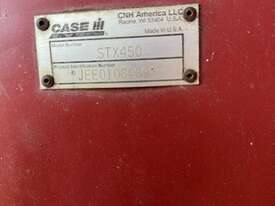 CASE IH
CNH America LLC
Racine, WI 53404 U.S.A.
Made in U.S.A.
Model Number
STX450
Product Identification Number